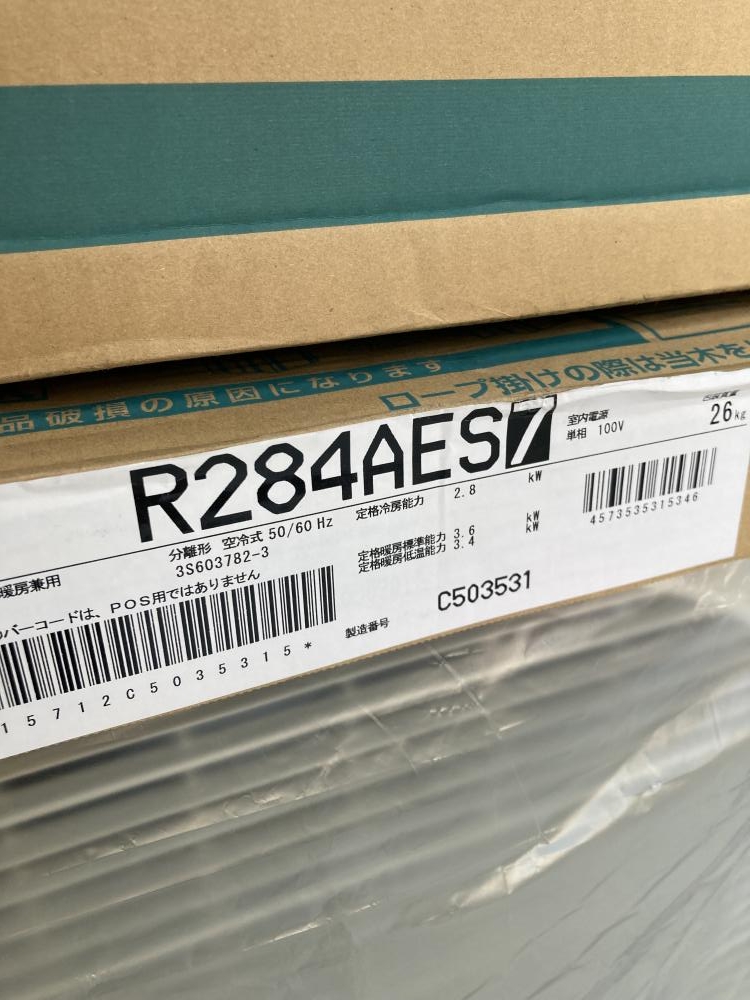 品破損の原因になります
ロープ掛けの際は当木を
R284AES7
室内電源
単相 100V
26kg
分離形 空冷式 50/60Hz
3S603782-3
定格冷房能力 2.8 kW
定格暖房標準能力 3.6 kW
定格暖房低温能力 3.4 kW
4573535315346
暖房兼用
バーコードは、POS用ではありません
15712C5035315*
製造番号 C503531